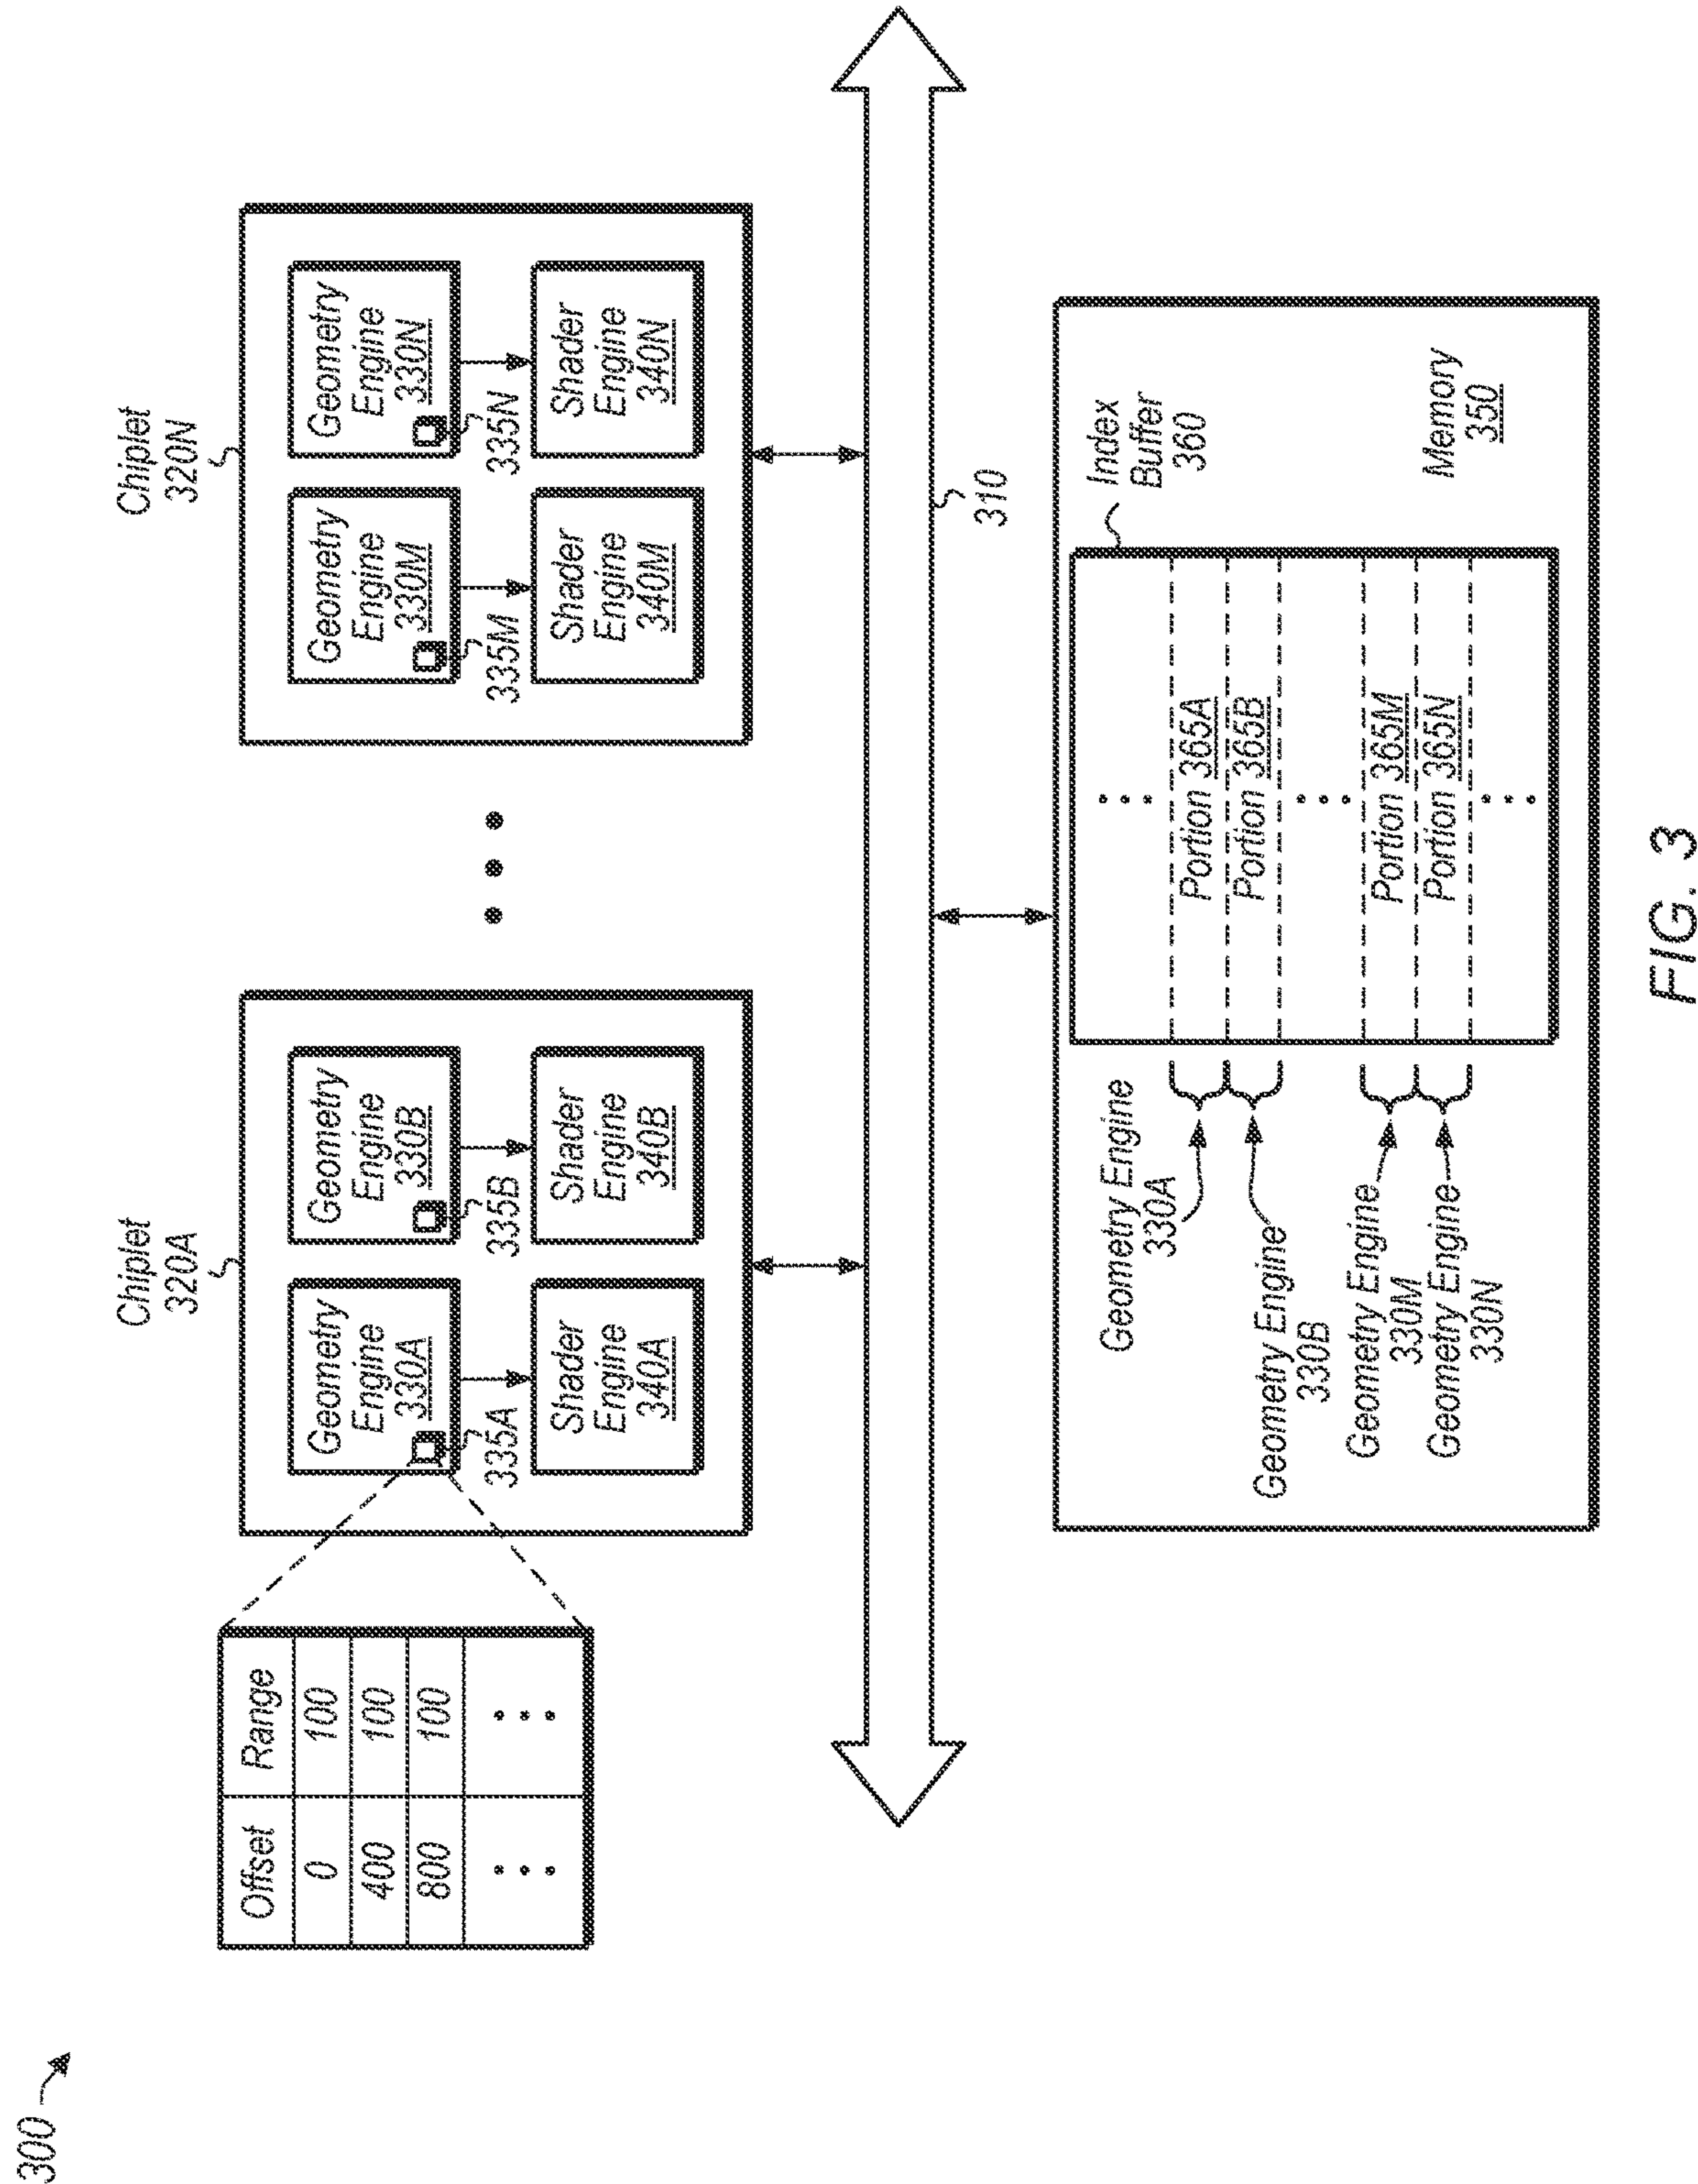 300
Offset Range
0 100
400 100
800 100
Chiplet
320A
Geometry
Engine
330A
335A
Shader
Engine
340A
Geometry
Engine
330B
335B
Shader
Engine
340B
Chiplet
320N
Geometry
Engine
330M
335M
Shader
Engine
340M
Geometry
Engine
330N
335N
Shader
Engine
340N
310
Geometry Engine
330A
Geometry Engine
330B
Geometry Engine
330M
Geometry Engine
330N
Portion 365A
Portion 365B
Portion 365M
Portion 365N
Index
Buffer
360
Memory
350
FIG. 3